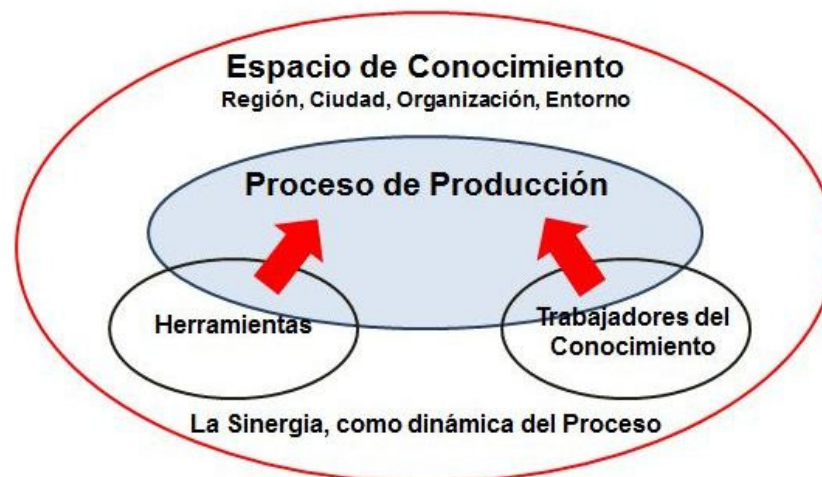 Espacio de Conocimiento
Región, Ciudad, Organización, Entorno
Proceso de Producción
Herramientas
Trabajadores del
Conocimiento
La Sinergia, como dinámica del Proceso